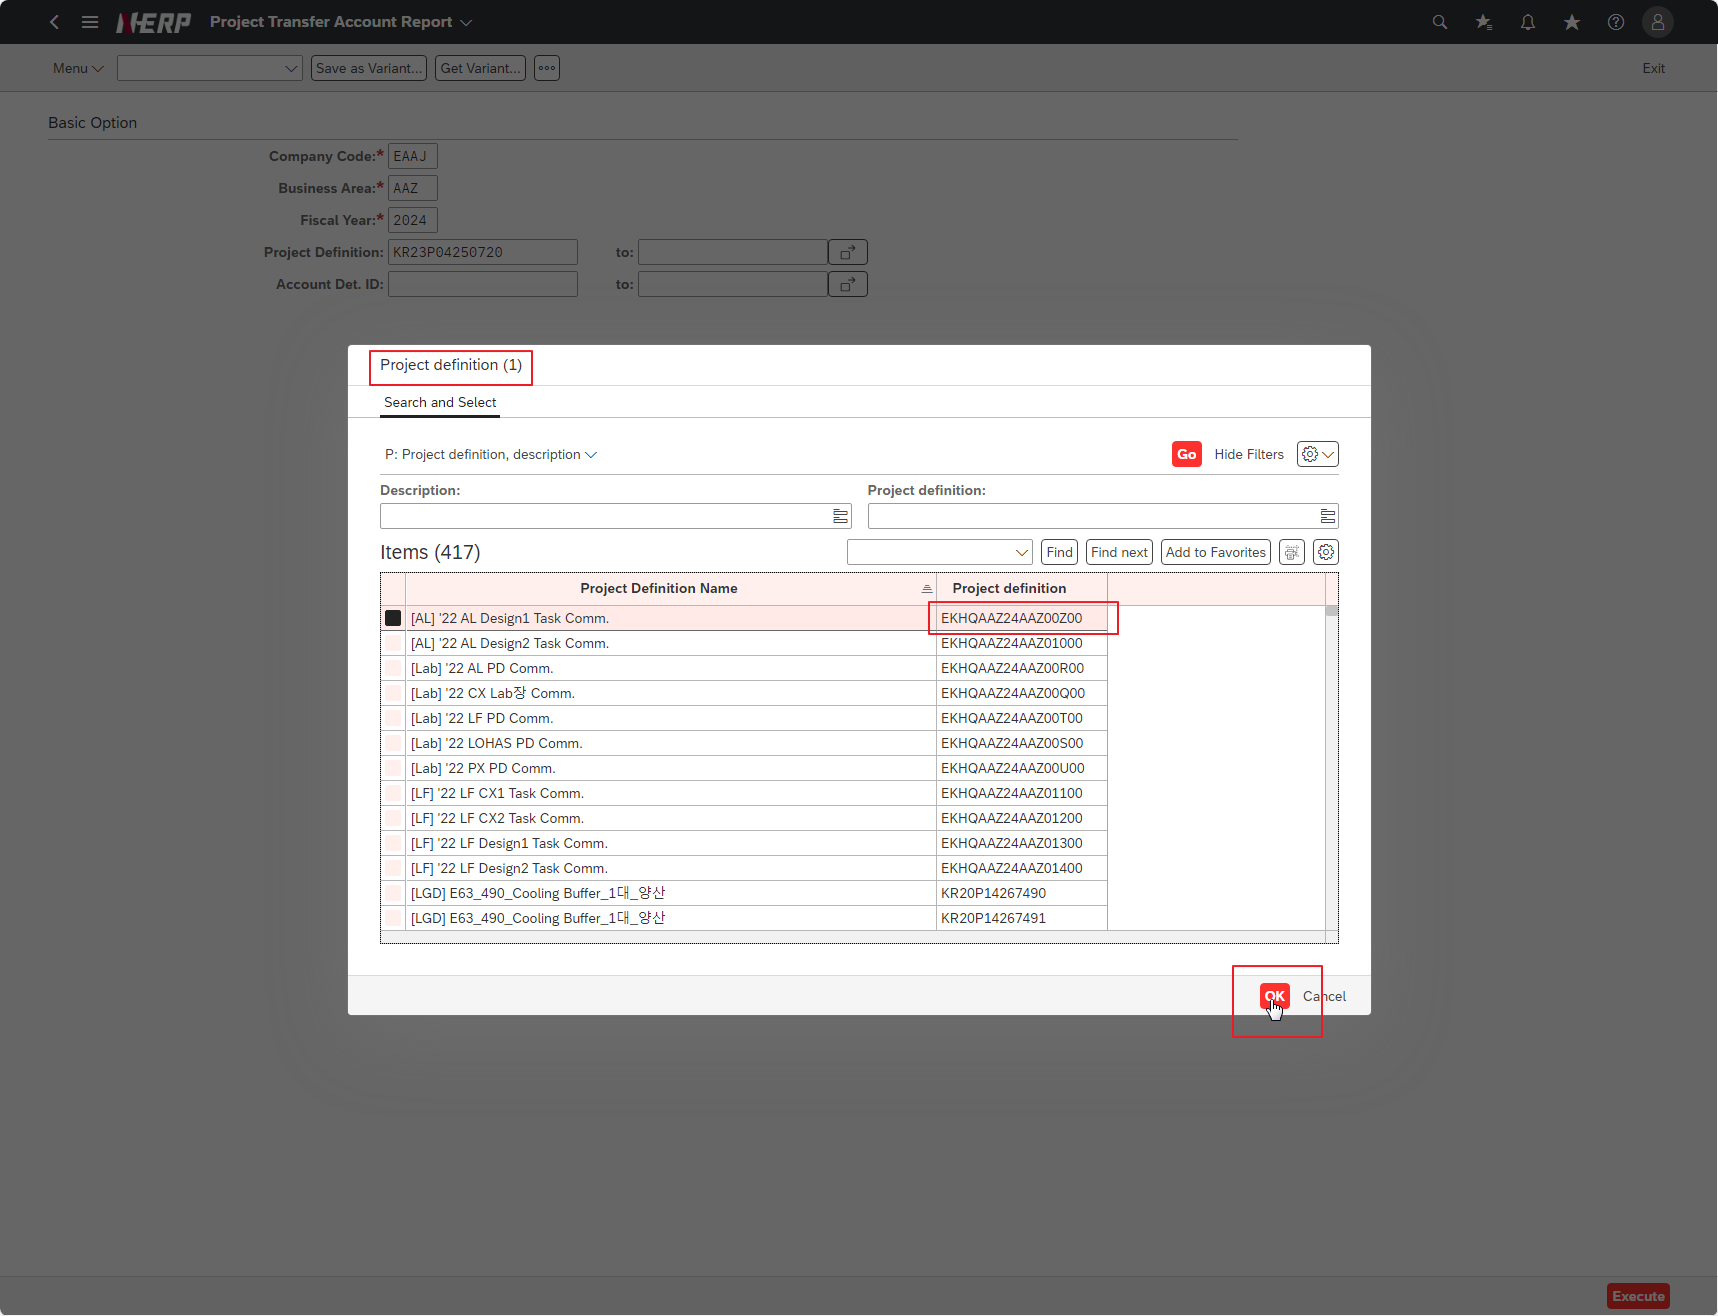 NERP Project Transfer Account Report
Menu Save as Variant... Get Variant... Exit
Basic Option
Company Code:* EAAJ
Business Area:* AAZ
Fiscal Year:* 2024
Project Definition: KR23P04250720 to:
Account Det. ID: to:
Project definition (1)
Search and Select
P: Project definition, description Go Hide Filters
Description: Project definition:
Items (417) Find Find next Add to Favorites
Project Definition Name Project definition
[AL] '22 AL Design1 Task Comm. EKHQAAZ24AAZ00Z00
[AL] '22 AL Design2 Task Comm. EKHQAAZ24AAZ01000
[Lab] '22 AL PD Comm. EKHQAAZ24AAZ00R00
[Lab] '22 CX Lab장 Comm. EKHQAAZ24AAZ00Q00
[Lab] '22 LF PD Comm. EKHQAAZ24AAZ00T00
[Lab] '22 LOHAS PD Comm. EKHQAAZ24AAZ00S00
[Lab] '22 PX PD Comm. EKHQAAZ24AAZ00U00
[LF] '22 LF CX1 Task Comm. EKHQAAZ24AAZ01100
[LF] '22 LF CX2 Task Comm. EKHQAAZ24AAZ01200
[LF] '22 LF Design1 Task Comm. EKHQAAZ24AAZ01300
[LF] '22 LF Design2 Task Comm. EKHQAAZ24AAZ01400
[LGD] E63_490_Cooling Buffer_1대_양산 KR20P14267490
[LGD] E63_490_Cooling Buffer_1대_양산 KR20P14267491
OK Cancel
Execute